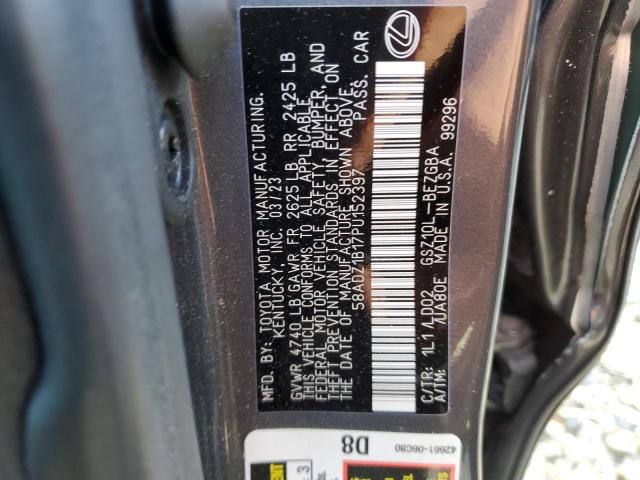 MFD. BY: TOYOTA MOTOR MANUFACTURING.
KENTUCKY, INC. 03/23
GVWR 4740 LB GAWR FR 2625 LB RR 2425 LB
THIS VEHICLE CONFORMS TO ALL APPLICABLE
FEDERAL MOTOR VEHICLE SAFETY, BUMPER, AND
THEFT PREVENTION STANDARDS IN EFFECT ON
THE DATE OF MANUFACTURE SHOWN ABOVE.
58ADZ1B17PU152397 PASS. CAR
C/TR: 1L1 /LD02 GSZ10L-BEZGBA
A/TM: /UA80E MADE IN U.S.A. 99296
42661-06C80
D8